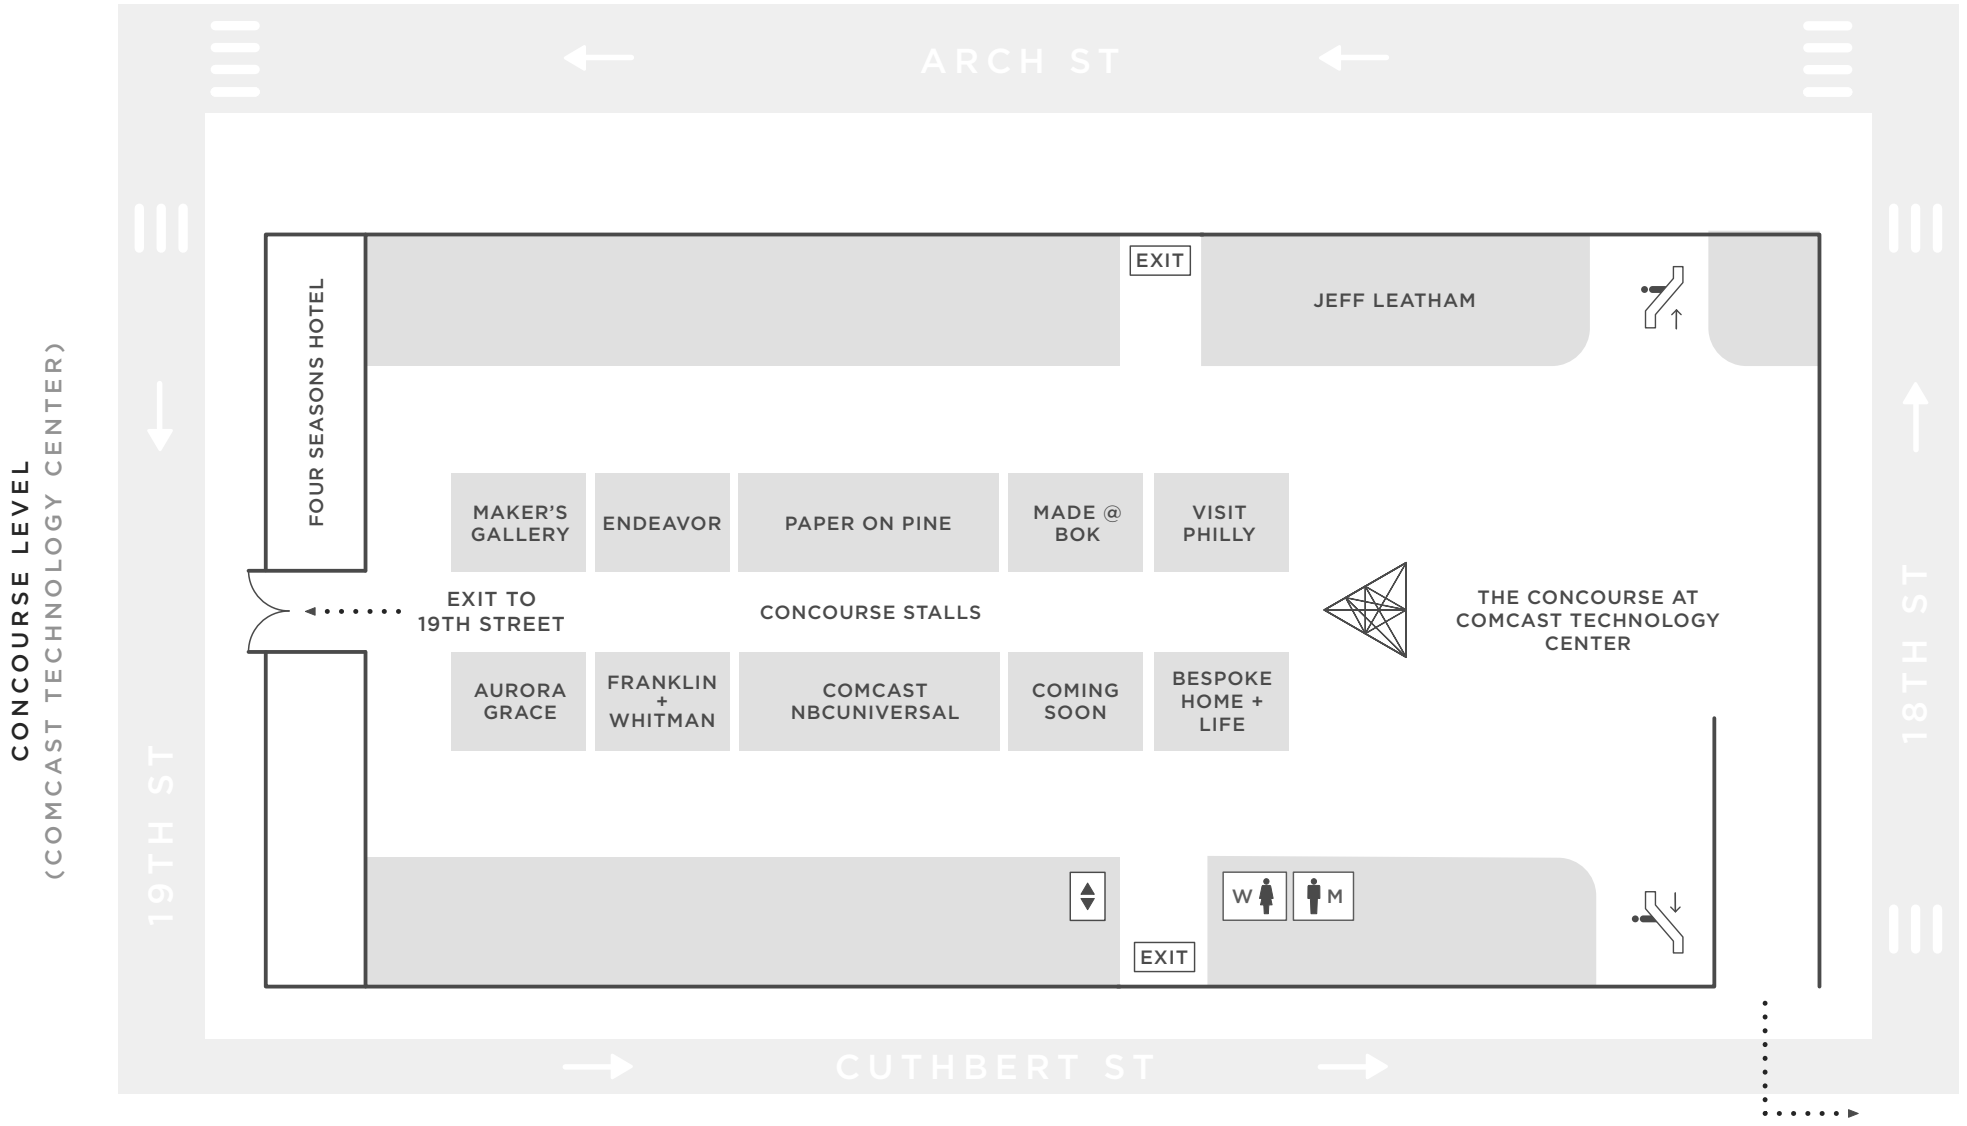 ARCH ST
CONCOURSE LEVEL
(COMCAST TECHNOLOGY CENTER)
19TH ST
18TH ST
FOUR SEASONS HOTEL
EXIT
JEFF LEATHAM
MAKER'S
GALLERY
ENDEAVOR
PAPER ON PINE
MADE @
BOK
VISIT
PHILLY
EXIT TO
19TH STREET
CONCOURSE STALLS
THE CONCOURSE AT
COMCAST TECHNOLOGY
CENTER
AURORA
GRACE
FRANKLIN
+
WHITMAN
COMCAST
NBCUNIVERSAL
COMING
SOON
BESPOKE
HOME +
LIFE
W
M
EXIT
CUTHBERT ST